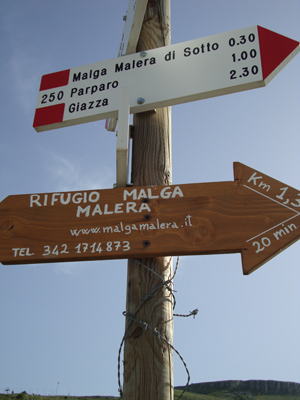 Malga Malera di Sotto 0.30
250 Parparo 1.00
Giazza 2.30
RIFUGIO MALGA
MALERA
www.malgamalera.it
TEL. 342 1714873
Km 1,3
20 min